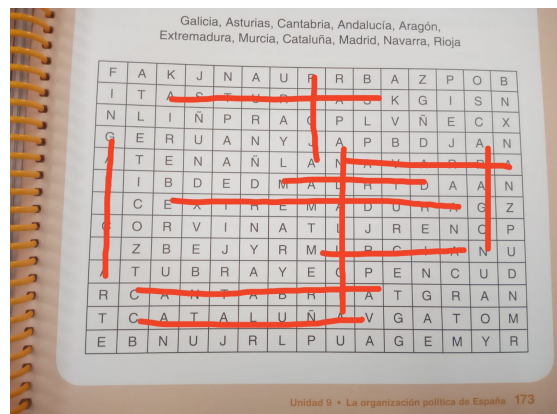 Galicia, Asturias, Cantabria, Andalucía, Aragón,
Extremadura, Murcia, Cataluña, Madrid, Navarra, Rioja
F A K J N A U R R B A Z P O B
I T A S T U R I A S K G I S N
N L I Ñ P R A O P L V Ñ E C X
G E R U A N Y J A P B D J A N
A T E N A Ñ L A N A V A R R A
I B D E D M A D R I D A A N
C E X T R E M A D U R A G Z
C O R V I N A T L J R E N O P
Z B E J Y R M U R C I A N U
A T U B R A Y E C P E N C U D
R C A N T A B R I A T G R A N
T C A T A L U Ñ A V G A T O M
E B N U J R L P U A G E M Y R
Unidad 9 • La organización política de España 173